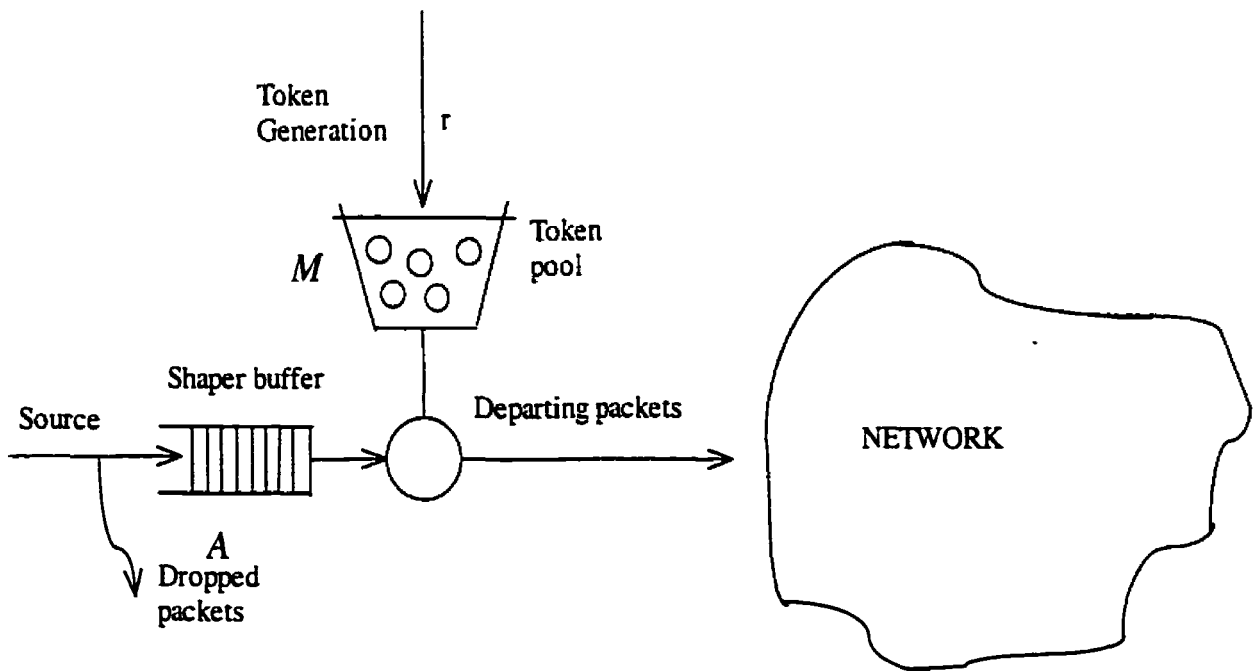 Token
Generation
r
M
Token
pool
Shaper buffer
Source
Departing packets
NETWORK
A
Dropped
packets